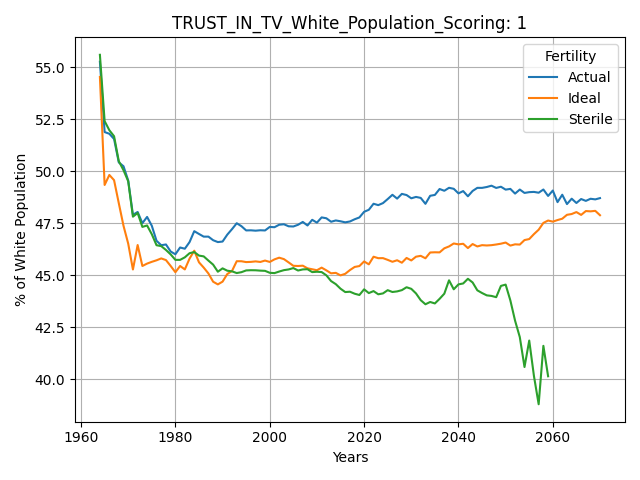 TRUST_IN_TV_White_Population_Scoring: 1
Fertility
Actual
Ideal
Sterile
% of White Population
55.0
52.5
50.0
47.5
45.0
42.5
40.0
1960 1980 2000 2020 2040 2060
Years